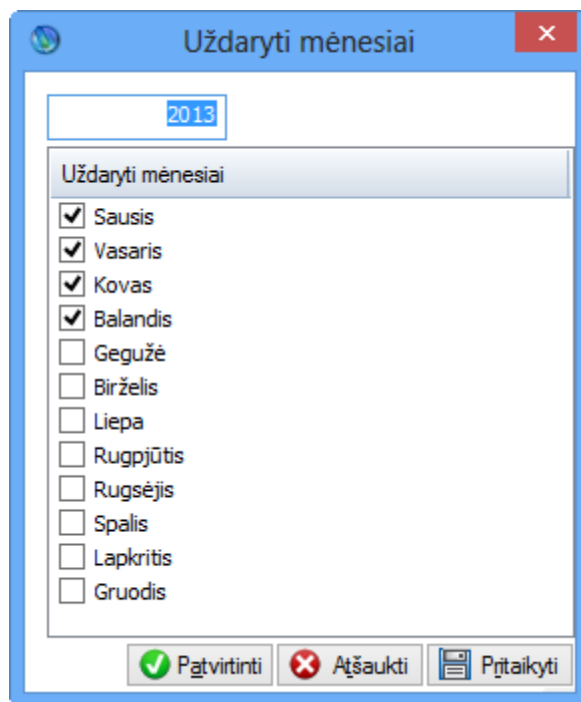 Uždaryti mėnesiai
2013
Uždaryti mėnesiai
Sausis
Vasaris
Kovas
Balandis
Gegužė
Birželis
Liepa
Rugpjūtis
Rugsėjis
Spalis
Lapkritis
Gruodis
Patvirtinti Atšaukti Pritaikyti